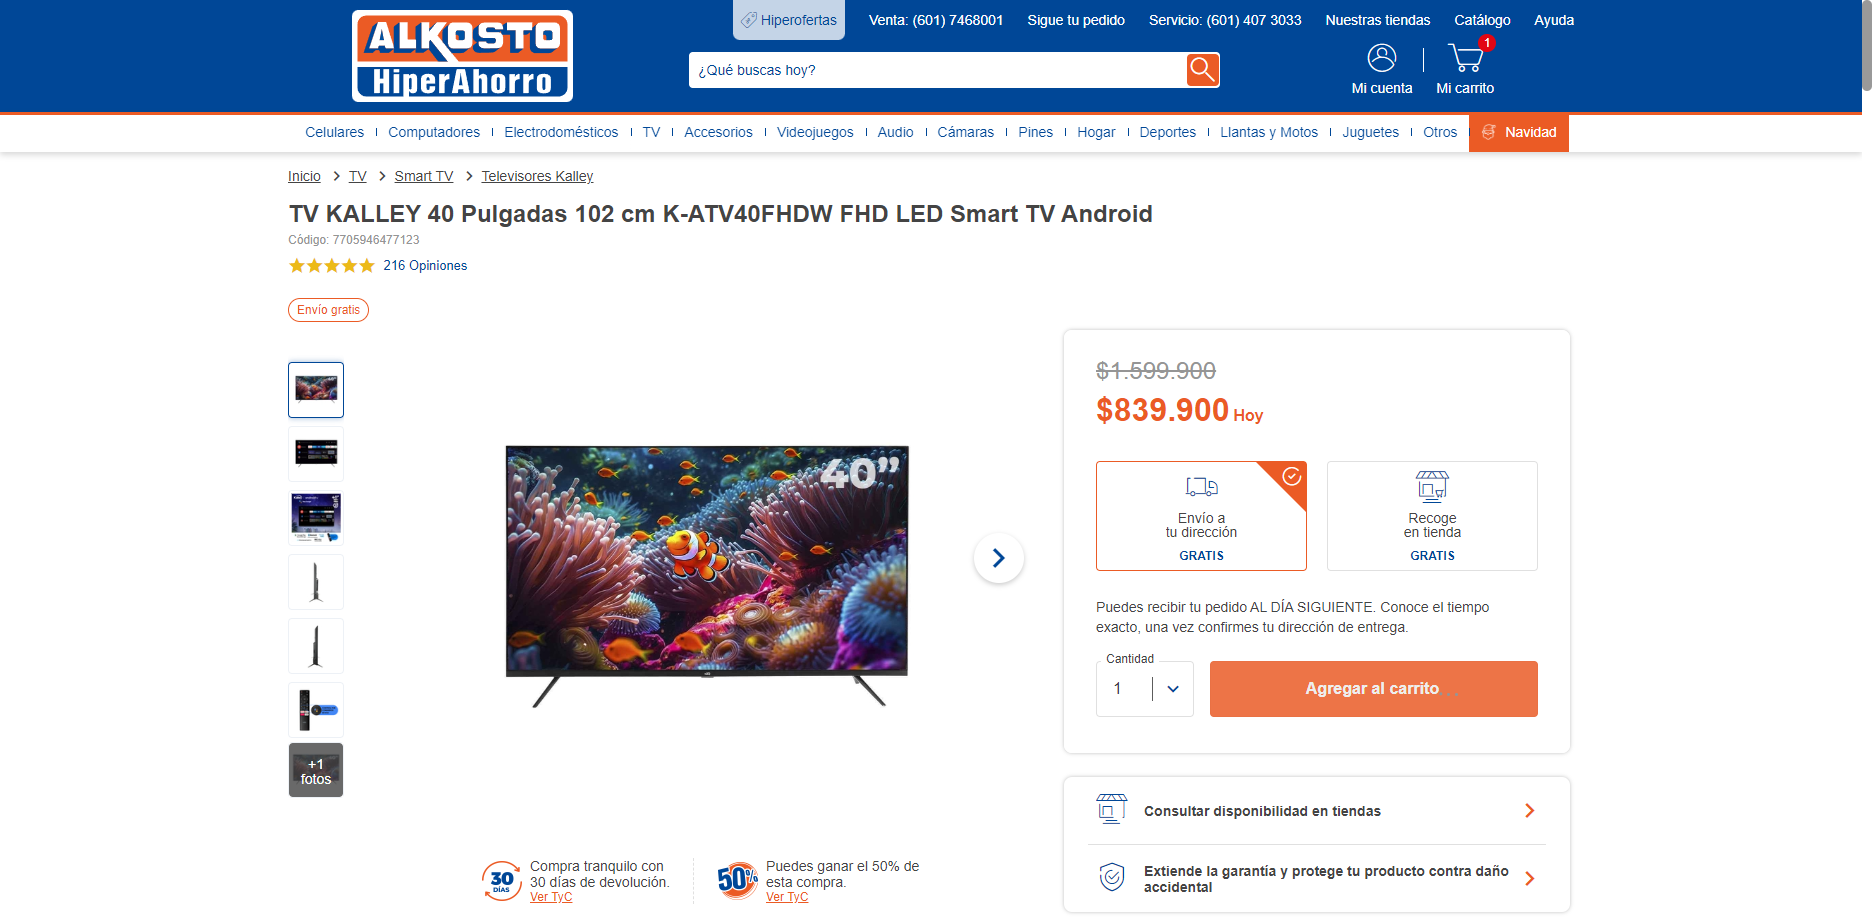 ALKOSTO
HiperAhorro
Hiperofertas
Venta: (601) 7468001
Sigue tu pedido
Servicio: (601) 407 3033
Nuestras tiendas
Catálogo
Ayuda
¿Qué buscas hoy?
1
Mi cuenta
Mi carrito
Celulares
Computadores
Electrodomésticos
TV
Accesorios
Videojuegos
Audio
Cámaras
Pines
Hogar
Deportes
Llantas y Motos
Juguetes
Otros
Navidad
Inicio
TV
Smart TV
Televisores Kalley
TV KALLEY 40 Pulgadas 102 cm K-ATV40FHDW FHD LED Smart TV Android
Código: 7705946477123
216 Opiniones
Envío gratis
+1
fotos
40”
$1.599.900
$839.900 Hoy
Envío a
tu dirección
GRATIS
Recoge
en tienda
GRATIS
Puedes recibir tu pedido AL DÍA SIGUIENTE. Conoce el tiempo
exacto, una vez confirmes tu dirección de entrega.
Cantidad
1
Agregar al carrito
Consultar disponibilidad en tiendas
Extiende la garantía y protege tu producto contra daño
accidental
30
DÍAS
Compra tranquilo con
30 días de devolución.
Ver TyC
50%
Puedes ganar el 50% de
esta compra.
Ver TyC